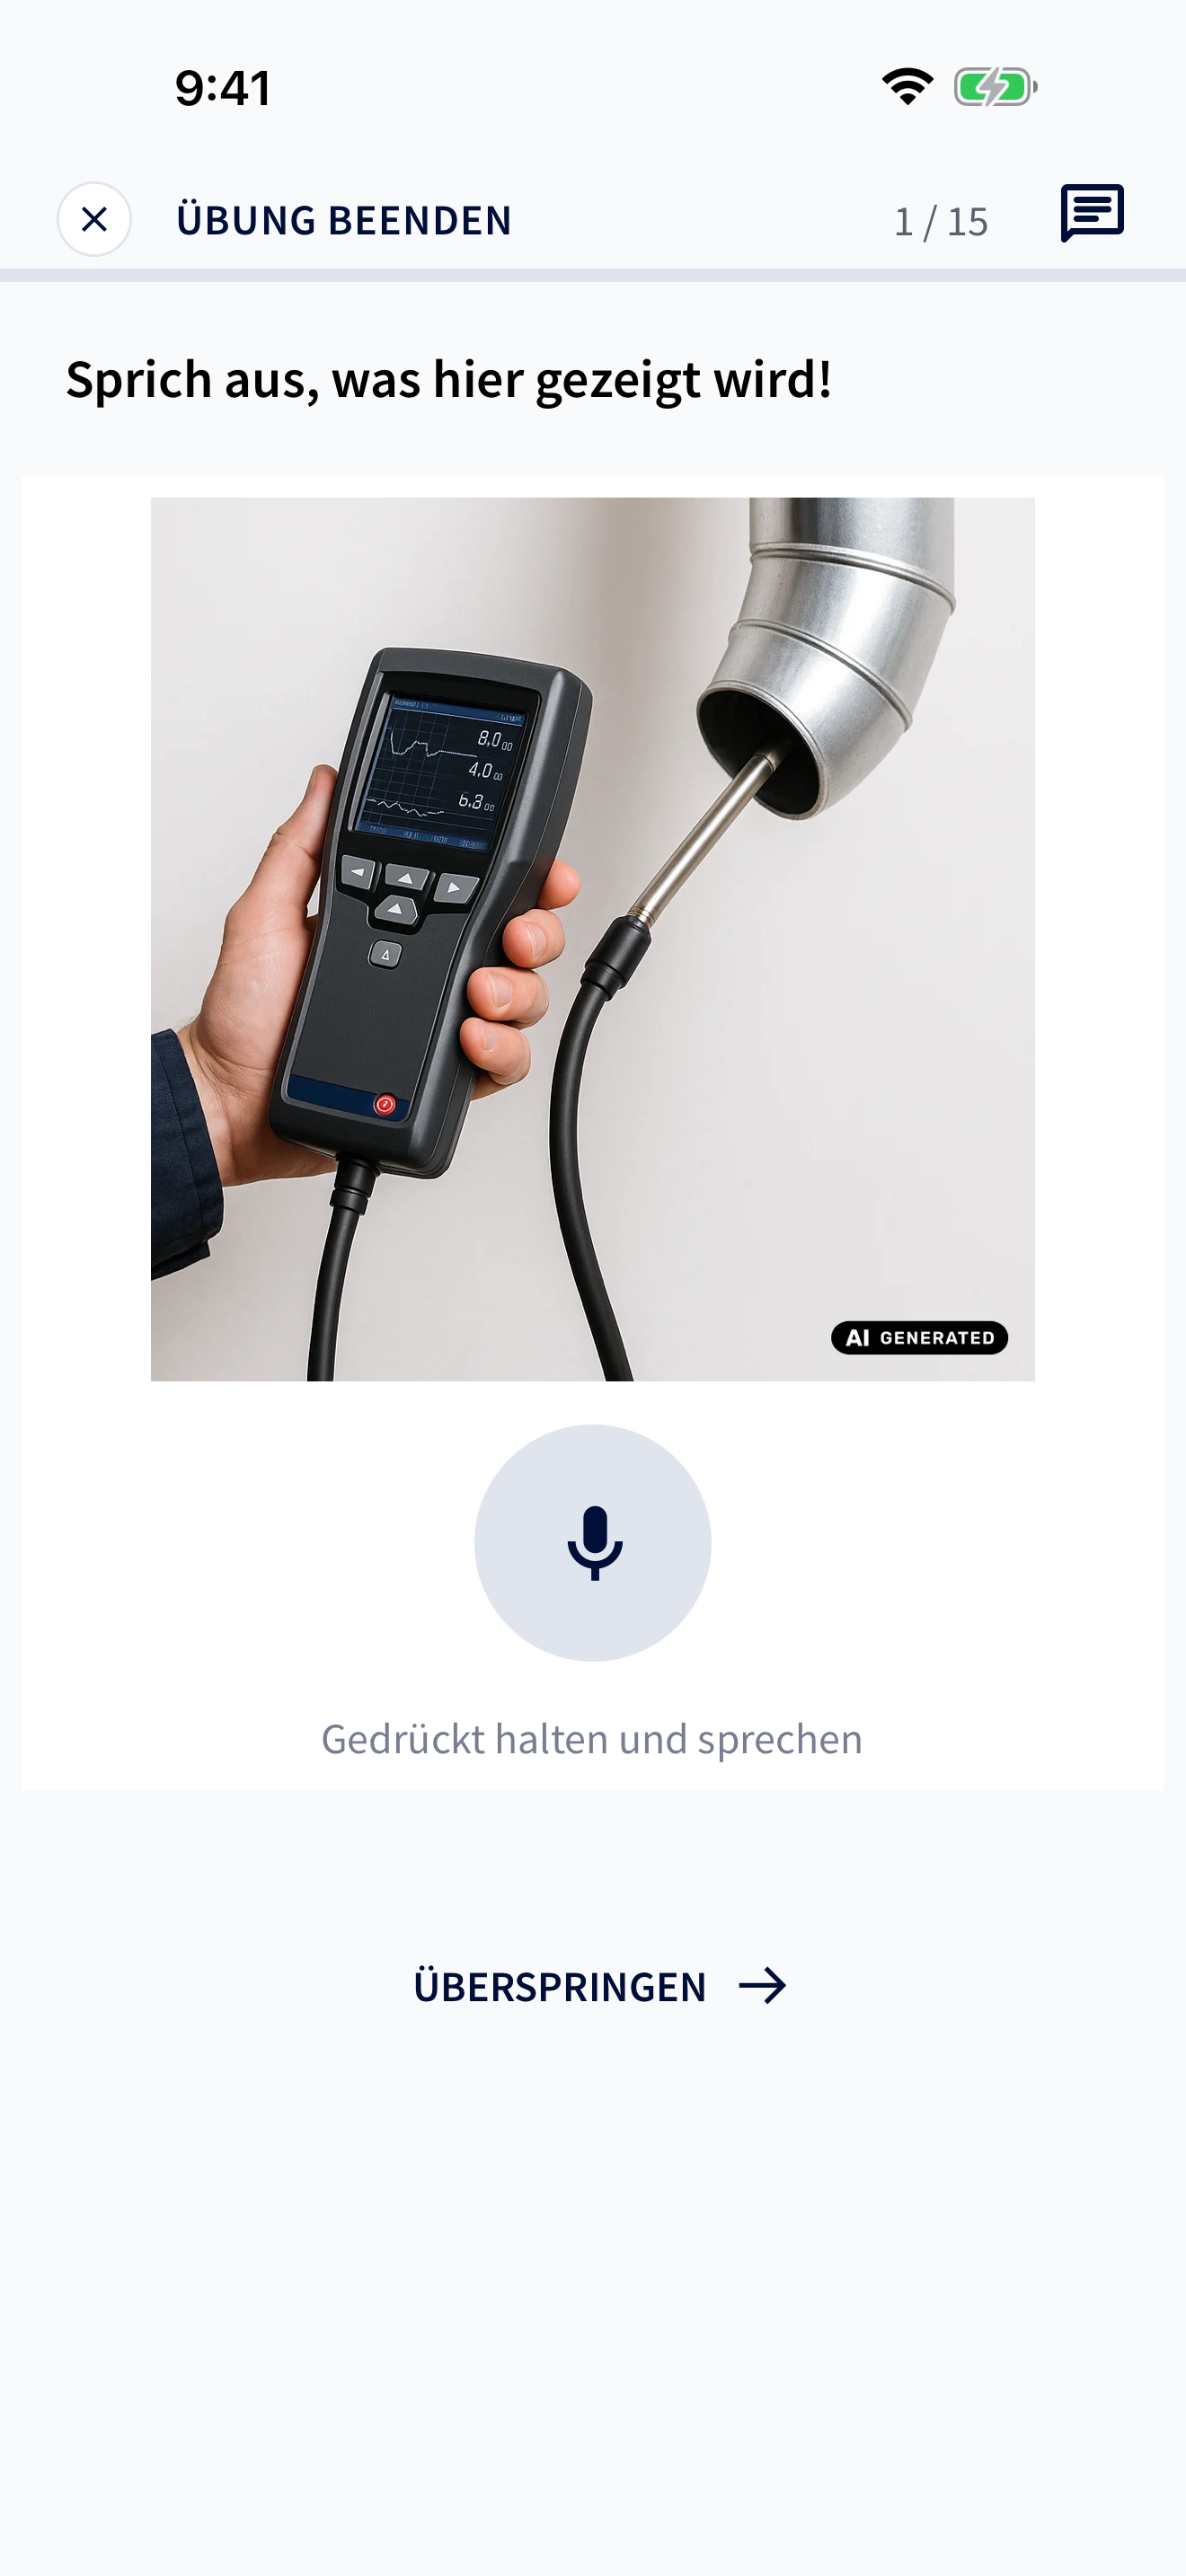 9:41
ÜBUNG BEENDEN
1 / 15
Sprich aus, was hier gezeigt wird!
8,0
4,0
6.3
AI GENERATED
Gedrückt halten und sprechen
ÜBERSPRINGEN